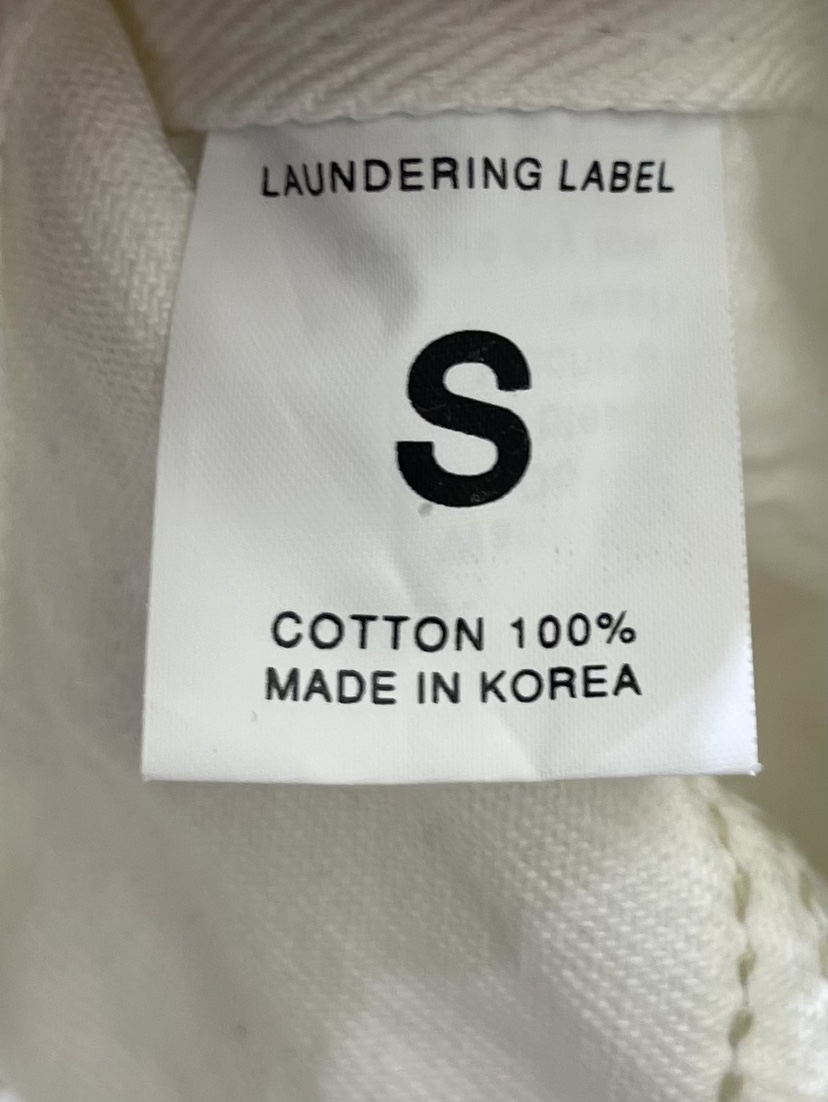 LAUNDERING LABEL
S
COTTON 100%
MADE IN KOREA